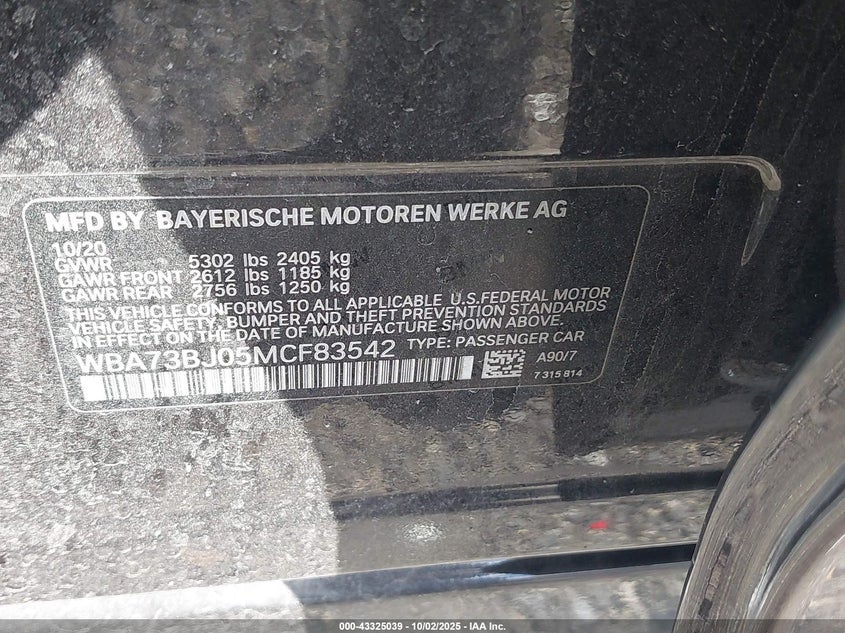 MFD BY BAYERISCHE MOTOREN WERKE AG
10/20
GVWR 5302 lbs 2405 kg
GAWR FRONT 2612 lbs 1185 kg
GAWR REAR 2756 lbs 1250 kg
THIS VEHICLE CONFORMS TO ALL APPLICABLE U.S.FEDERAL MOTOR
VEHICLE SAFETY, BUMPER AND THEFT PREVENTION STANDARDS
IN EFFECT ON THE DATE OF MANUFACTURE SHOWN ABOVE.
WBA73BJ05MCF83542 TYPE: PASSENGER CAR
A90/7
7 315 814
000-43325039 - 10/02/2025 - IAA Inc.